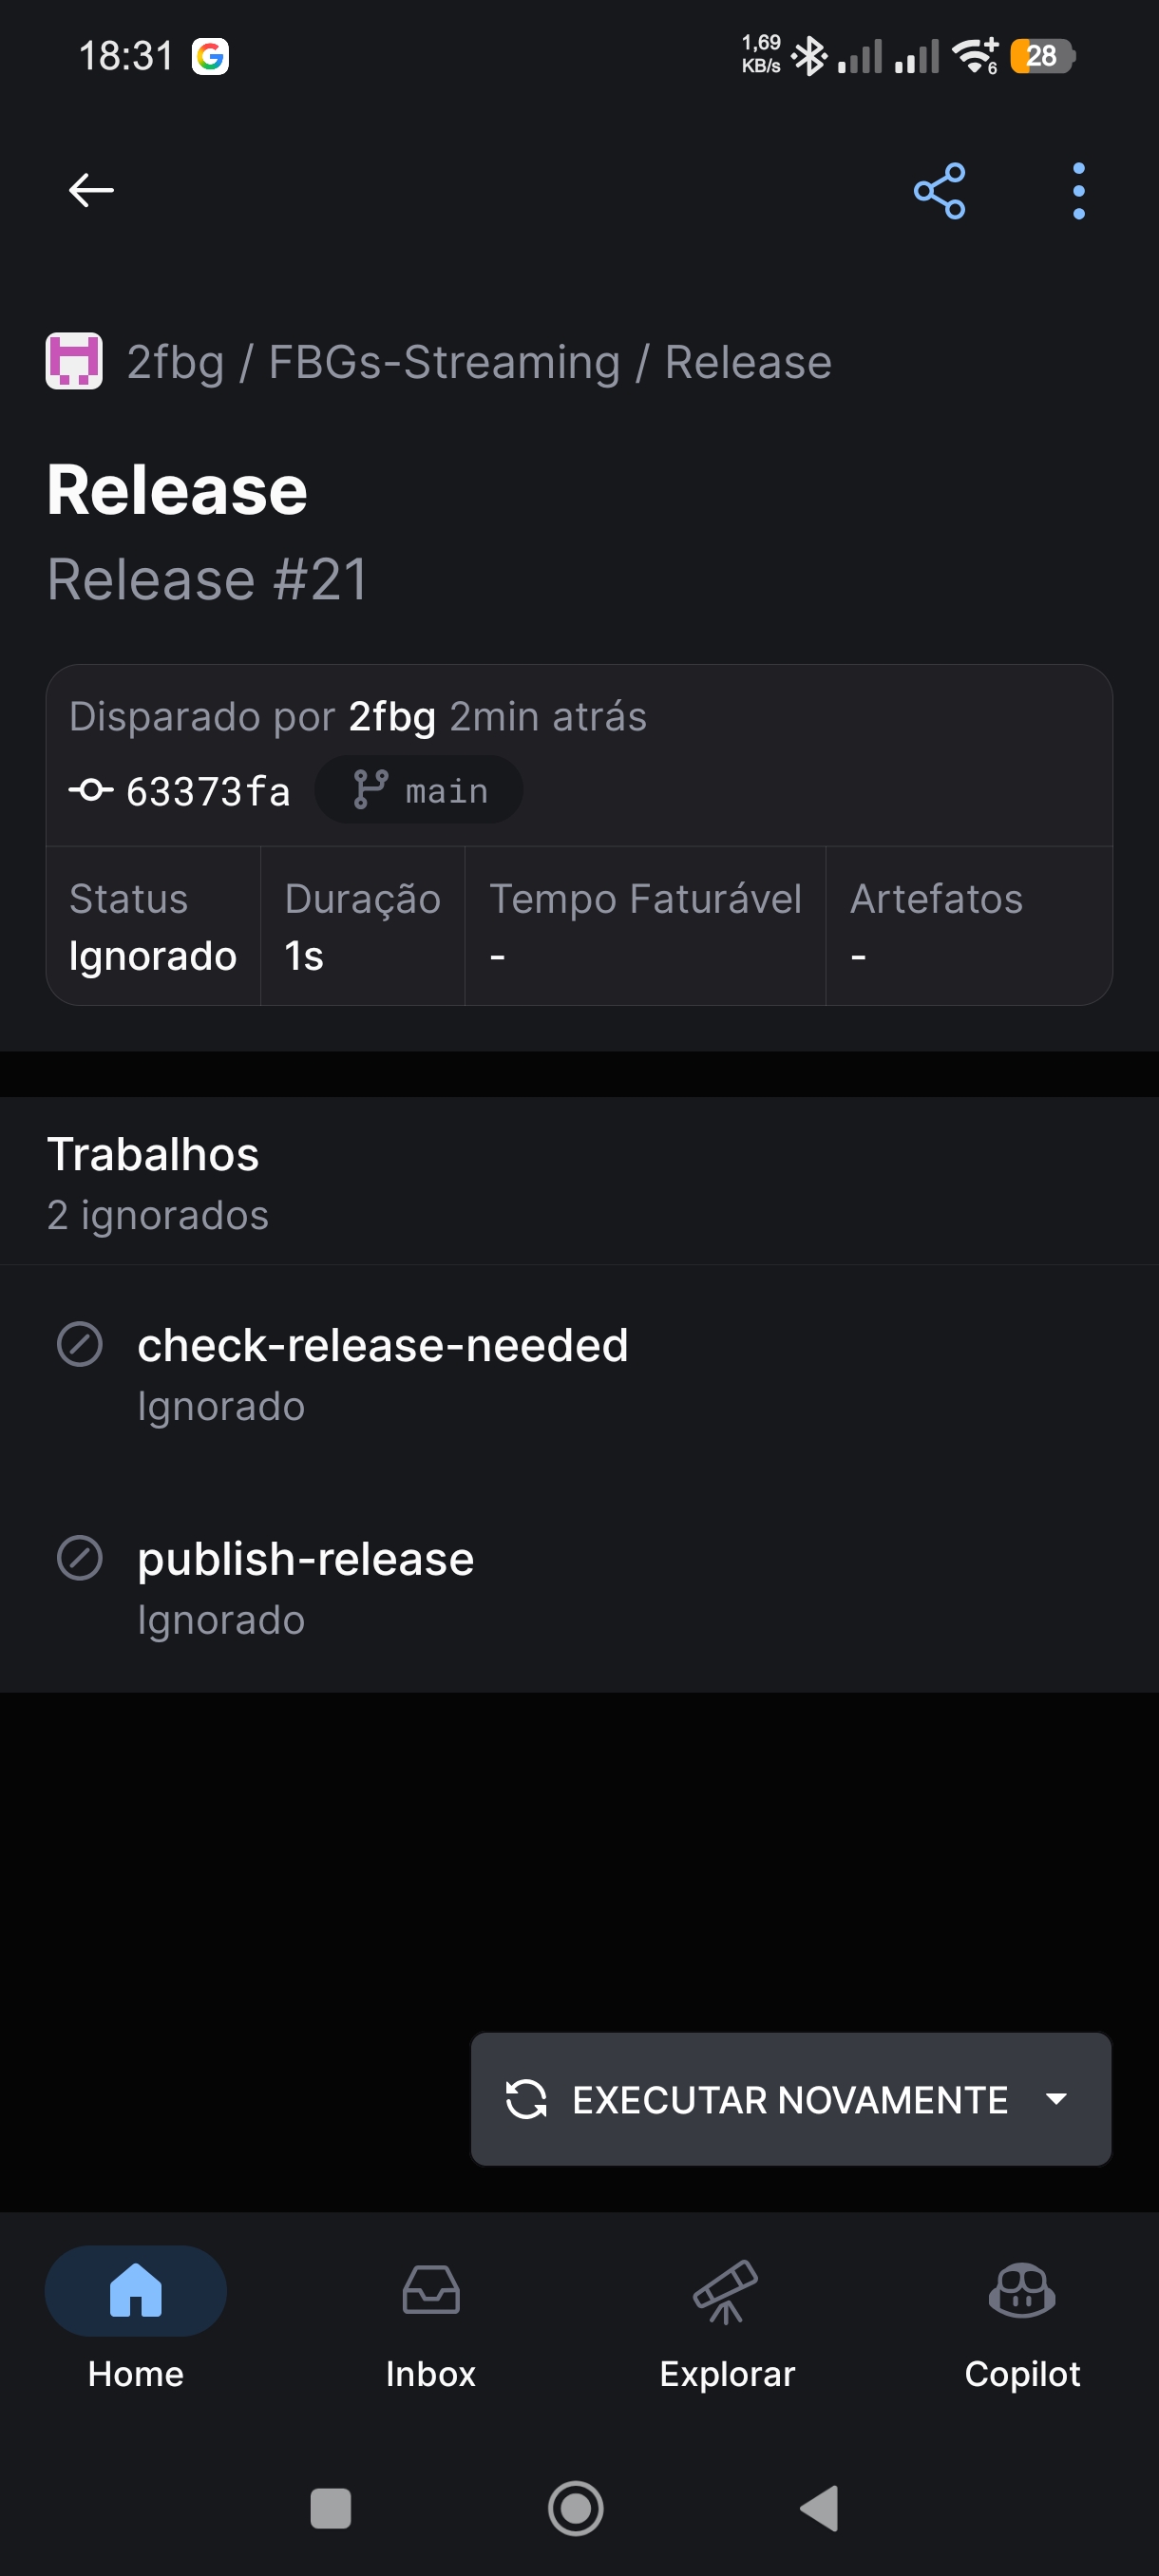 18:31
1,69
KB/s
6
28
2fbg / FBGs-Streaming / Release
Release
Release #21
Disparado por 2fbg 2min atrás
63373fa main
Status Duração Tempo Faturável Artefatos
Ignorado 1s - -
Trabalhos
2 ignorados
check-release-needed
Ignorado
publish-release
Ignorado
EXECUTAR NOVAMENTE
Home Inbox Explorar Copilot